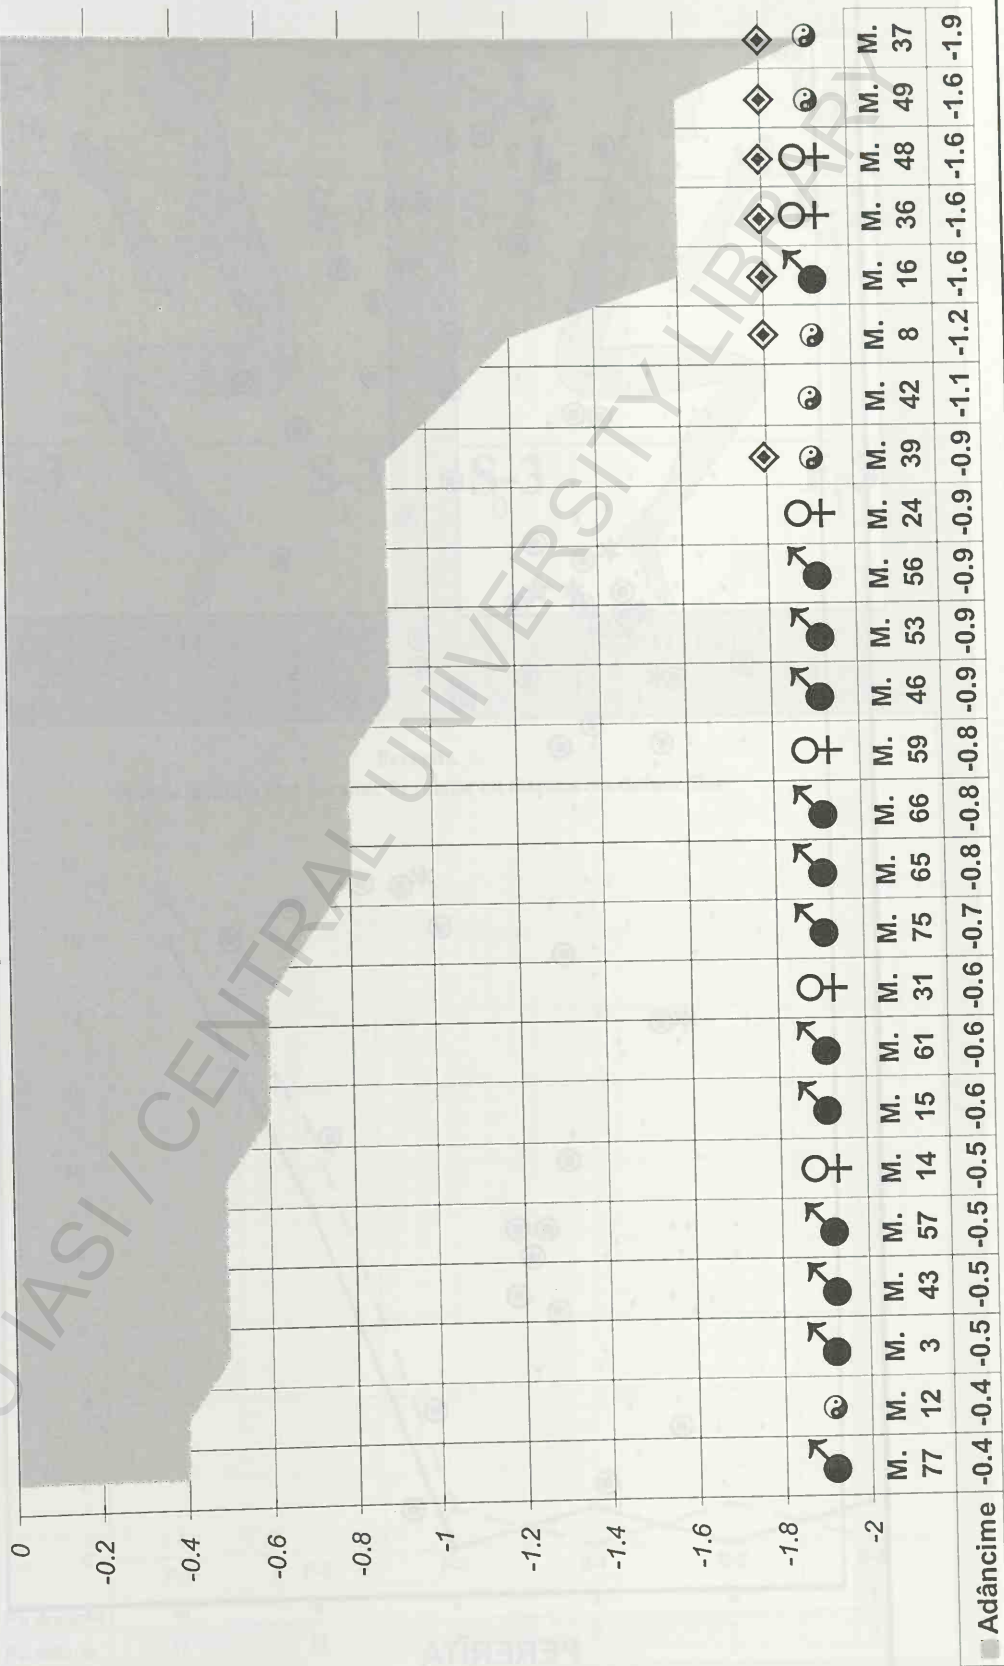 0
-0.2
-0.4
-0.6
-0.8
-1
-1.2
-1.4
-1.6
-1.8
-2
M. M. M. M. M. M. M. M. M. M. M. M. M. M. M. M. M. M. M. M. M. M. M. M. M.
77 12 3 43 57 14 15 61 31 75 65 66 59 46 53 56 24 39 42 8 16 36 48 49 37
Adâncime -0.4 -0.4 -0.5 -0.5 -0.5 -0.5 -0.6 -0.6 -0.6 -0.7 -0.8 -0.8 -0.8 -0.9 -0.9 -0.9 -0.9 -0.9 -1.1 -1.2 -1.6 -1.6 -1.6 -1.6 -1.9
IASI / CENTRAL UNIVERSITY LIBRARY